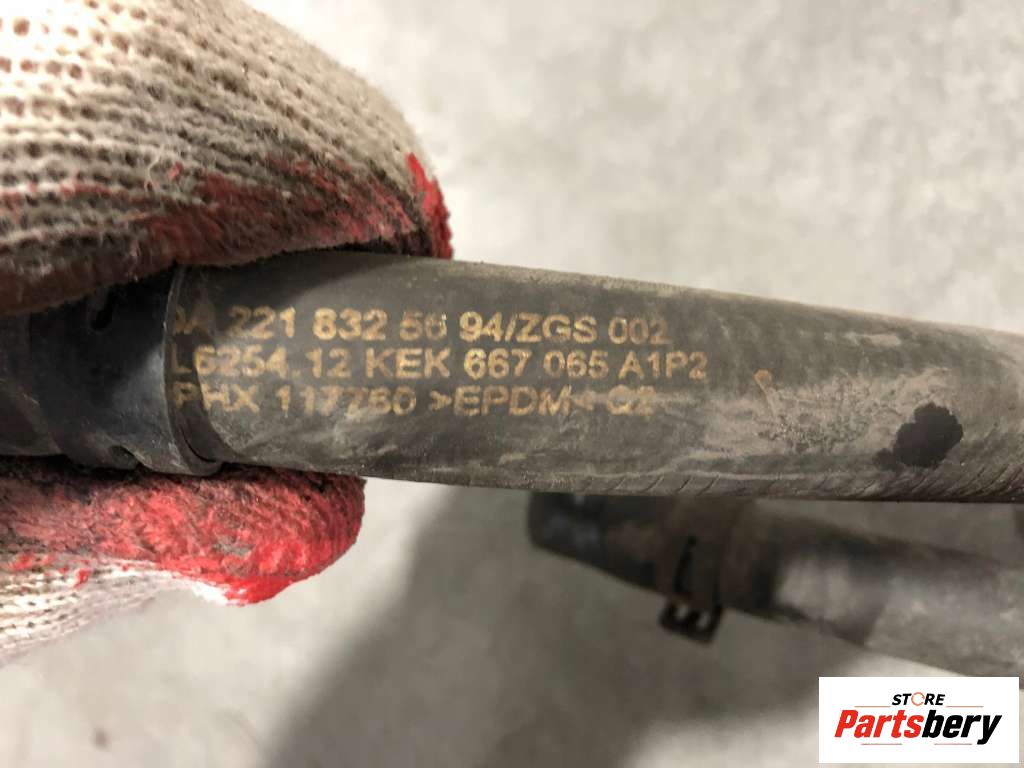 A 221 832 56 94/ZGS 002
L6254.12 KEK 667 065 A1P2
PHX 117760 >EPDM< Q2
STORE
Partsbery